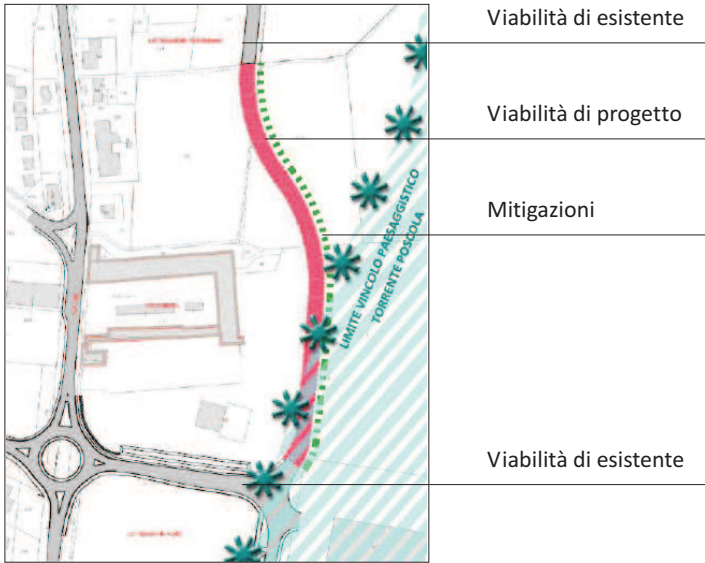 Viabilità di esistente
Viabilità di progetto
Mitigazioni
LIMITE VINCOLO PAESAGGISTICO
TORRENTE POSCOLA
Viabilità di esistente